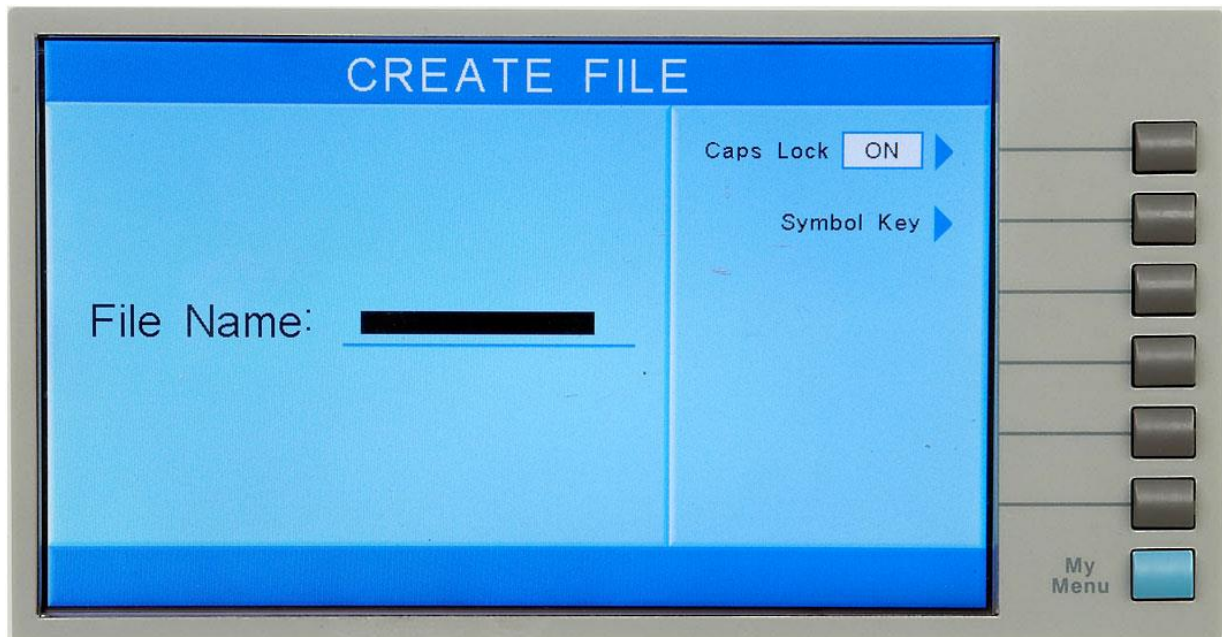 CREATE FILE
Caps Lock ON
Symbol Key
File Name:
My
Menu